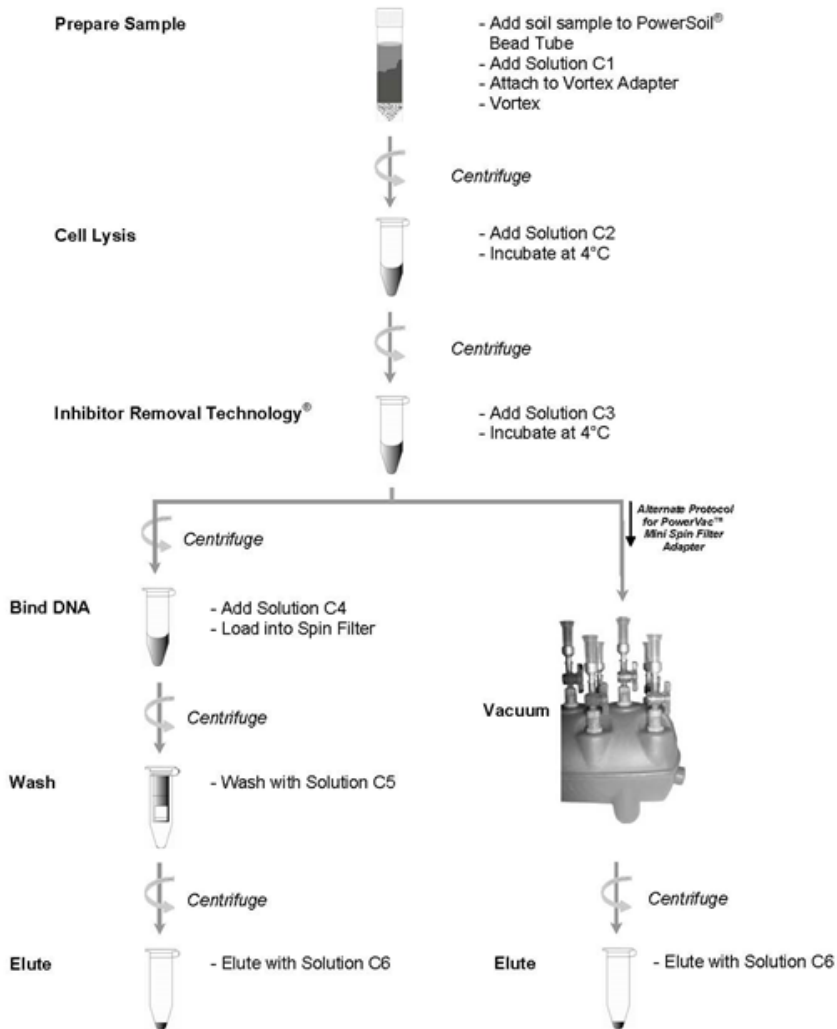 Prepare Sample
- Add soil sample to PowerSoil®
Bead Tube
- Add Solution C1
- Attach to Vortex Adapter
- Vortex
Centrifuge
Cell Lysis
- Add Solution C2
- Incubate at 4°C
Centrifuge
Inhibitor Removal Technology®
- Add Solution C3
- Incubate at 4°C
Centrifuge
Alternate Protocol
for PowerVac™
Mini Spin Filter
Adapter
Bind DNA
- Add Solution C4
- Load into Spin Filter
Centrifuge
Vacuum
Wash
- Wash with Solution C5
Centrifuge
Centrifuge
Elute
- Elute with Solution C6
Elute
- Elute with Solution C6